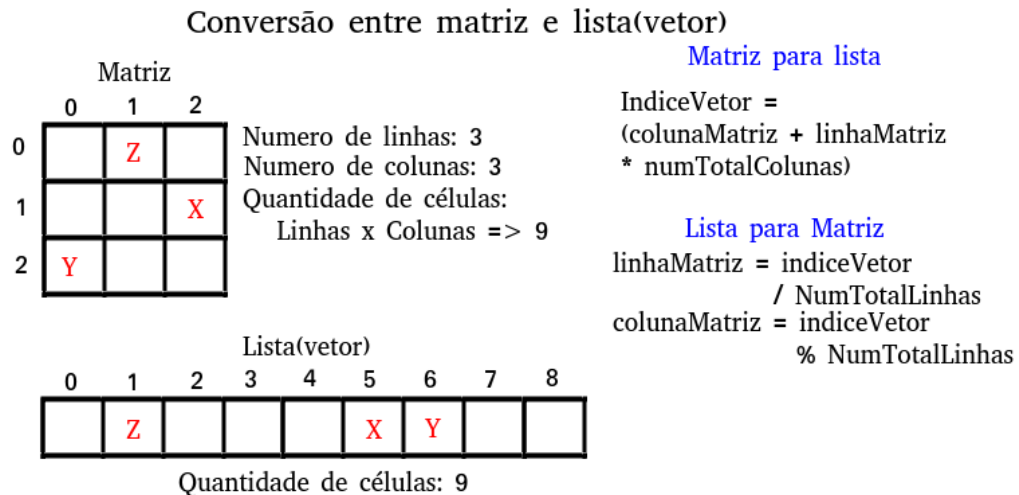 Conversão entre matriz e lista(vetor)
Matriz
0 1 2
0 Z
1 X
2 Y
Numero de linhas: 3
Numero de colunas: 3
Quantidade de células:
Linhas x Colunas => 9
Matriz para lista
IndiceVetor =
(colunaMatriz + linhaMatriz
* numTotalColunas)
Lista para Matriz
linhaMatriz = indiceVetor
/ NumTotalLinhas
colunaMatriz = indiceVetor
% NumTotalLinhas
Lista(vetor)
0 1 2 3 4 5 6 7 8
Z X Y
Quantidade de células: 9